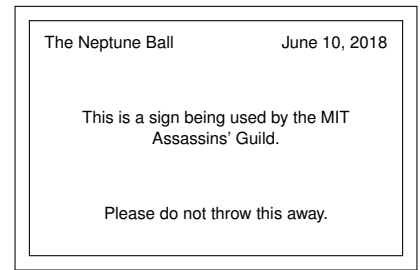 The Neptune Ball June 10, 2018
This is a sign being used by the MIT
Assassins' Guild.
Please do not throw this away.